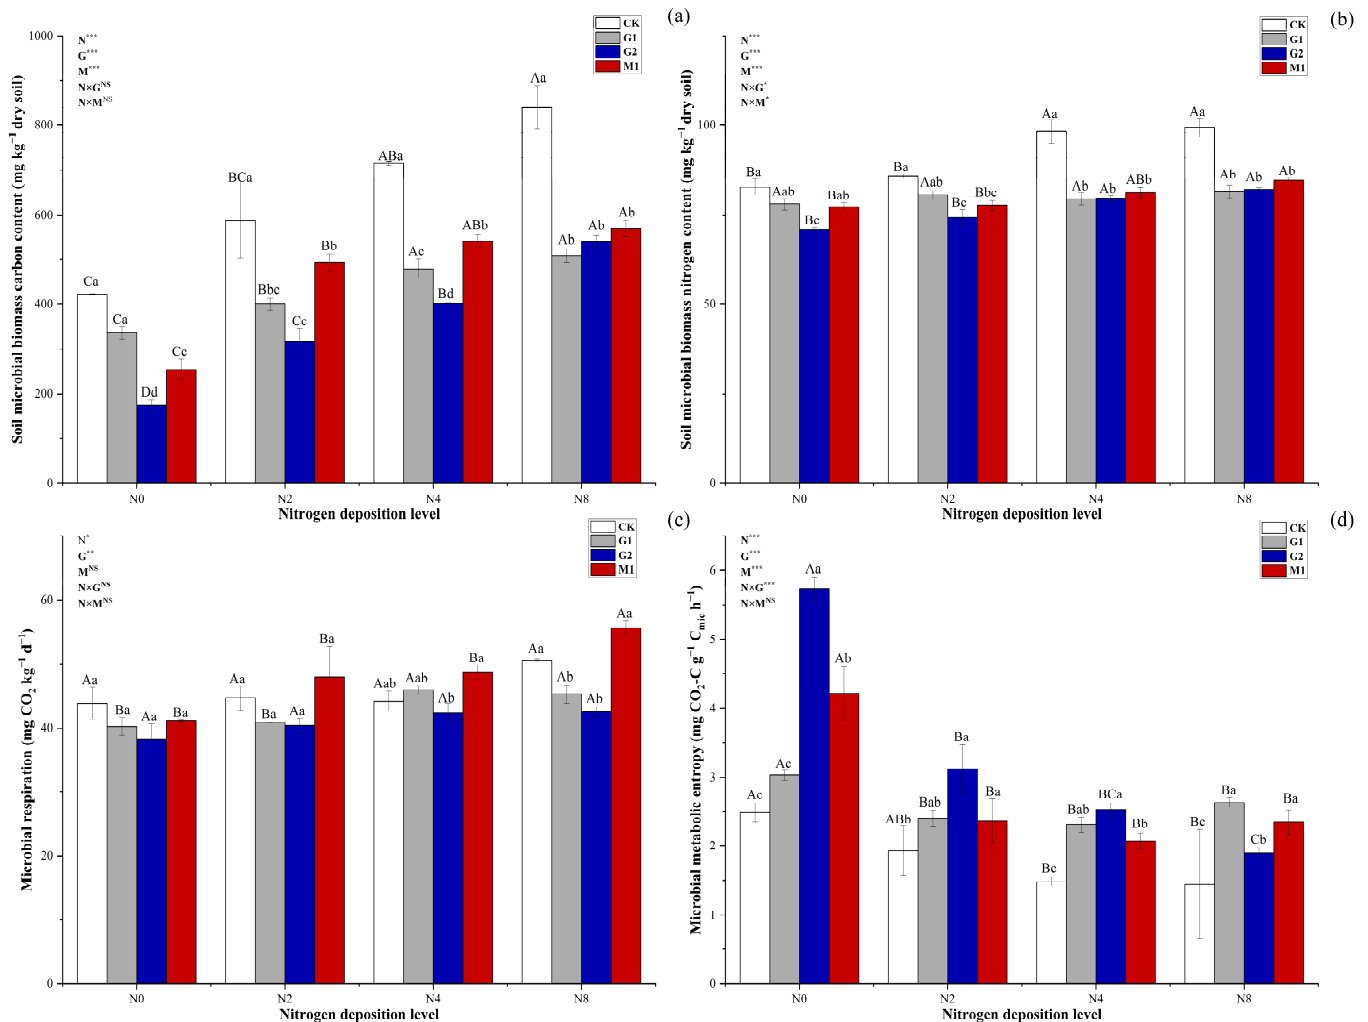 (a)
CK
G1
G2
M1
N***
G***
M***
N×G^NS
N×M^NS
1000
800
600
400
200
0
Soil microbial biomass carbon content (mg kg⁻¹ dry soil)
Ca
Ca
Dd
Cc
BCa
Bbc
Cc
Bb
ABa
Ac
Bd
ABb
Aa
Ab
Ab
Ab
N0 N2 N4 N8
Nitrogen deposition level
(b)
CK
G1
G2
M1
N***
G***
M***
N×G*
N×M*
100
50
0
Soil microbial biomass nitrogen content (mg kg⁻¹ dry soil)
Ba
Aab
Bc
Bab
Ba
Aab
Bc
Bbc
Aa
Ab
Ab
ABb
Aa
Ab
Ab
Ab
N0 N2 N4 N8
Nitrogen deposition level
(c)
CK
G1
G2
M1
N*
G**
M^NS
N×G^NS
N×M^NS
60
40
20
0
Microbial respiration (mg CO₂ kg⁻¹ d⁻¹)
Aa
Ba
Aa
Ba
Aa
Ba
Aa
Ba
Aab
Aab
Ab
Ba
Aa
Ab
Ab
Aa
N0 N2 N4 N8
Nitrogen deposition level
(d)
CK
G1
G2
M1
N***
G***
M***
N×G***
N×M^NS
6
5
4
3
2
1
0
Microbial metabolic entropy (mg CO₂-C g⁻¹ C_mic h⁻¹)
Ac
Ac
Aa
Ab
ABb
Bab
Ba
Ba
Bc
Bab
BCa
Bb
Bc
Ba
Cb
Ba
N0 N2 N4 N8
Nitrogen deposition level